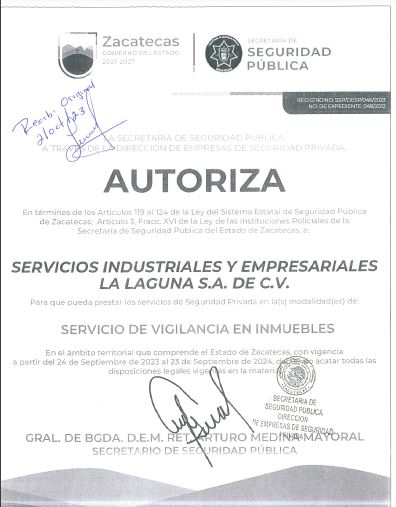 Zacatecas
GOBIERNO DEL ESTADO
2021-2027
SECRETARÍA DE
SEGURIDAD
PÚBLICA
REGISTRO NO. SSP/DESP/046/2023
NO. DE EXPEDIENTE 048/2012
Recibi Original
21/Oct/23
LA SECRETARÍA DE SEGURIDAD PÚBLICA,
A TRAVÉS DE LA DIRECCIÓN DE EMPRESAS DE SEGURIDAD PRIVADA,
AUTORIZA
En términos de los Artículos 119 al 124 de la Ley del Sistema Estatal de Seguridad Pública
de Zacatecas; Artículo 3, Fracc. XVI de la Ley de las Instituciones Policiales de la
Secretaría de Seguridad Pública del Estado de Zacatecas, a:
SERVICIOS INDUSTRIALES Y EMPRESARIALES
LA LAGUNA S.A. DE C.V.
Para que pueda prestar los servicios de Seguridad Privada en la(s) modalidad(es) de:
SERVICIO DE VIGILANCIA EN INMUEBLES
En el ámbito territorial que comprende el Estado de Zacatecas, con vigencia
a partir del 24 de Septiembre de 2023 al 23 de Septiembre de 2024, acatar todas las
disposiciones legales vigentes en la materia
SECRETARÍA DE
SEGURIDAD PÚBLICA
DIRECCIÓN
DE EMPRESAS DE SEGURIDAD
PRIVADA
GRAL. DE BGDA. D.E.M. RET. ARTURO MEDINA MAYORAL
SECRETARIO DE SEGURIDAD PÚBLICA